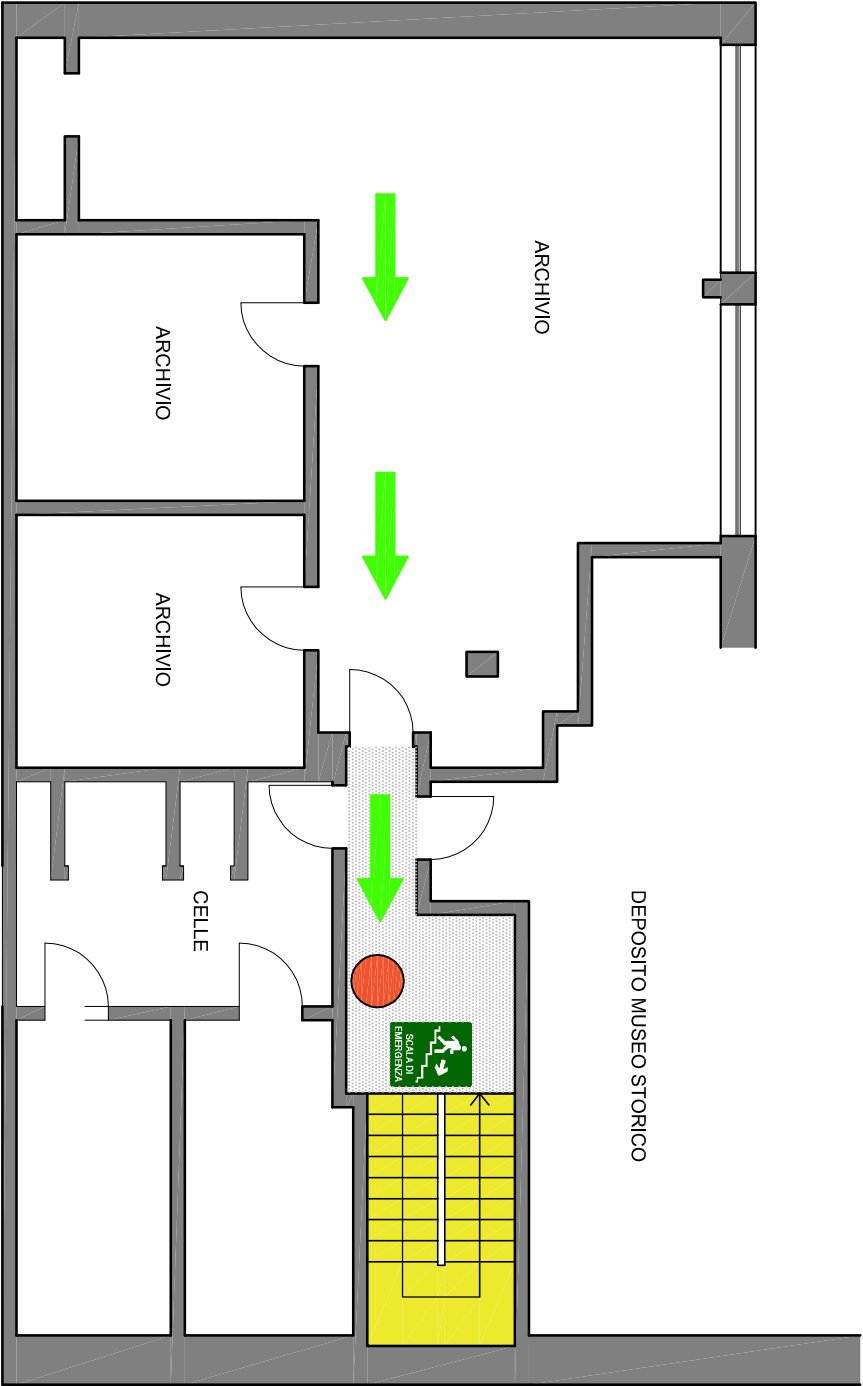 ARCHIVIO
ARCHIVIO
ARCHIVIO
CELLE
DEPOSITO MUSEO STORICO
SCALA DI
EMERGENZA